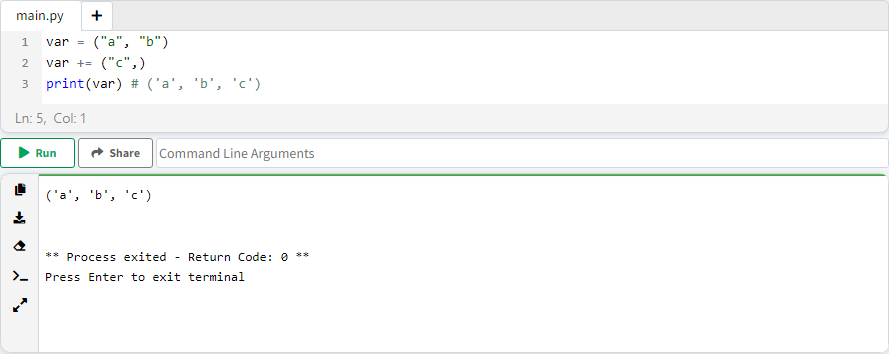 main.py +
1 var = ("a", "b")
2 var += ("c",)
3 print(var) # ('a', 'b', 'c')
Ln: 5, Col: 1
Run Share Command Line Arguments
('a', 'b', 'c')
** Process exited - Return Code: 0 **
Press Enter to exit terminal